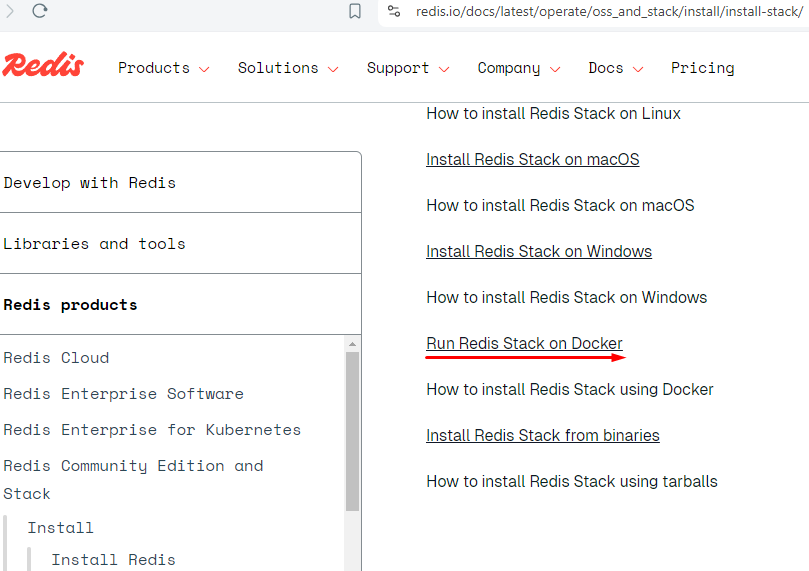 redis.io/docs/latest/operate/oss_and_stack/install/install-stack/
Redis
Products
Solutions
Support
Company
Docs
Pricing
Develop with Redis
Libraries and tools
Redis products
Redis Cloud
Redis Enterprise Software
Redis Enterprise for Kubernetes
Redis Community Edition and
Stack
Install
Install Redis
How to install Redis Stack on Linux
Install Redis Stack on macOS
How to install Redis Stack on macOS
Install Redis Stack on Windows
How to install Redis Stack on Windows
Run Redis Stack on Docker
How to install Redis Stack using Docker
Install Redis Stack from binaries
How to install Redis Stack using tarballs